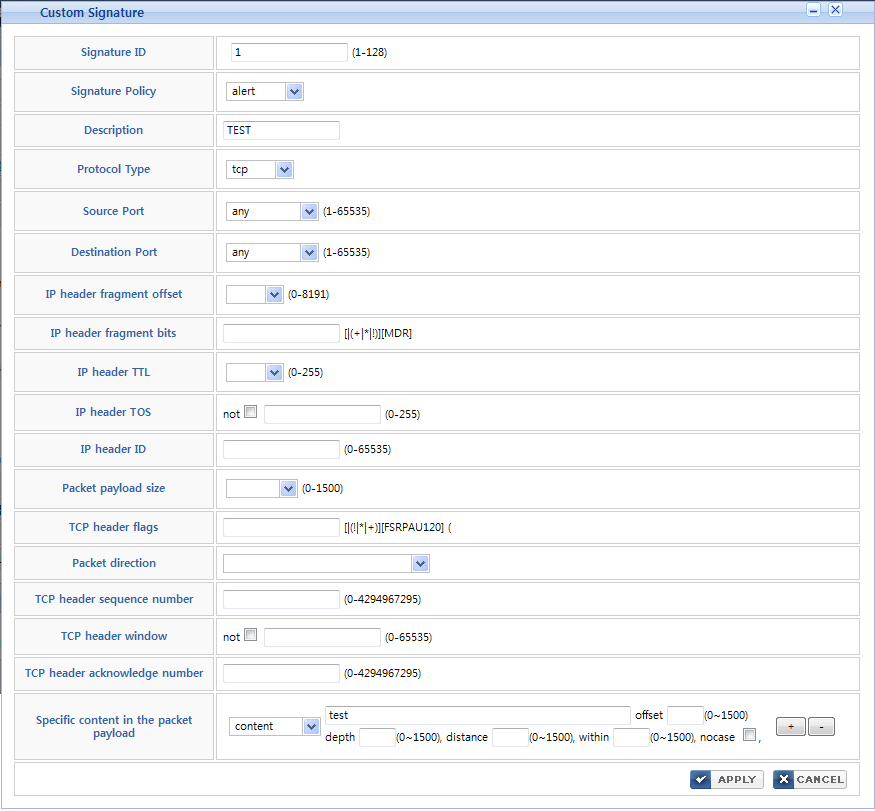 Custom Signature
Signature ID 1 (1-128)
Signature Policy alert
Description TEST
Protocol Type tcp
Source Port any (1-65535)
Destination Port any (1-65535)
IP header fragment offset (0-8191)
IP header fragment bits [|(+|*|!)][MDR]
IP header TTL (0-255)
IP header TOS not (0-255)
IP header ID (0-65535)
Packet payload size (0-1500)
TCP header flags [|(!|*|+)][FSRPAU120] (
Packet direction
TCP header sequence number (0-4294967295)
TCP header window not (0-65535)
TCP header acknowledge number (0-4294967295)
Specific content in the packet
payload
content test offset (0~1500)
depth (0~1500), distance (0~1500), within (0~1500), nocase ,
+ -
APPLY CANCEL